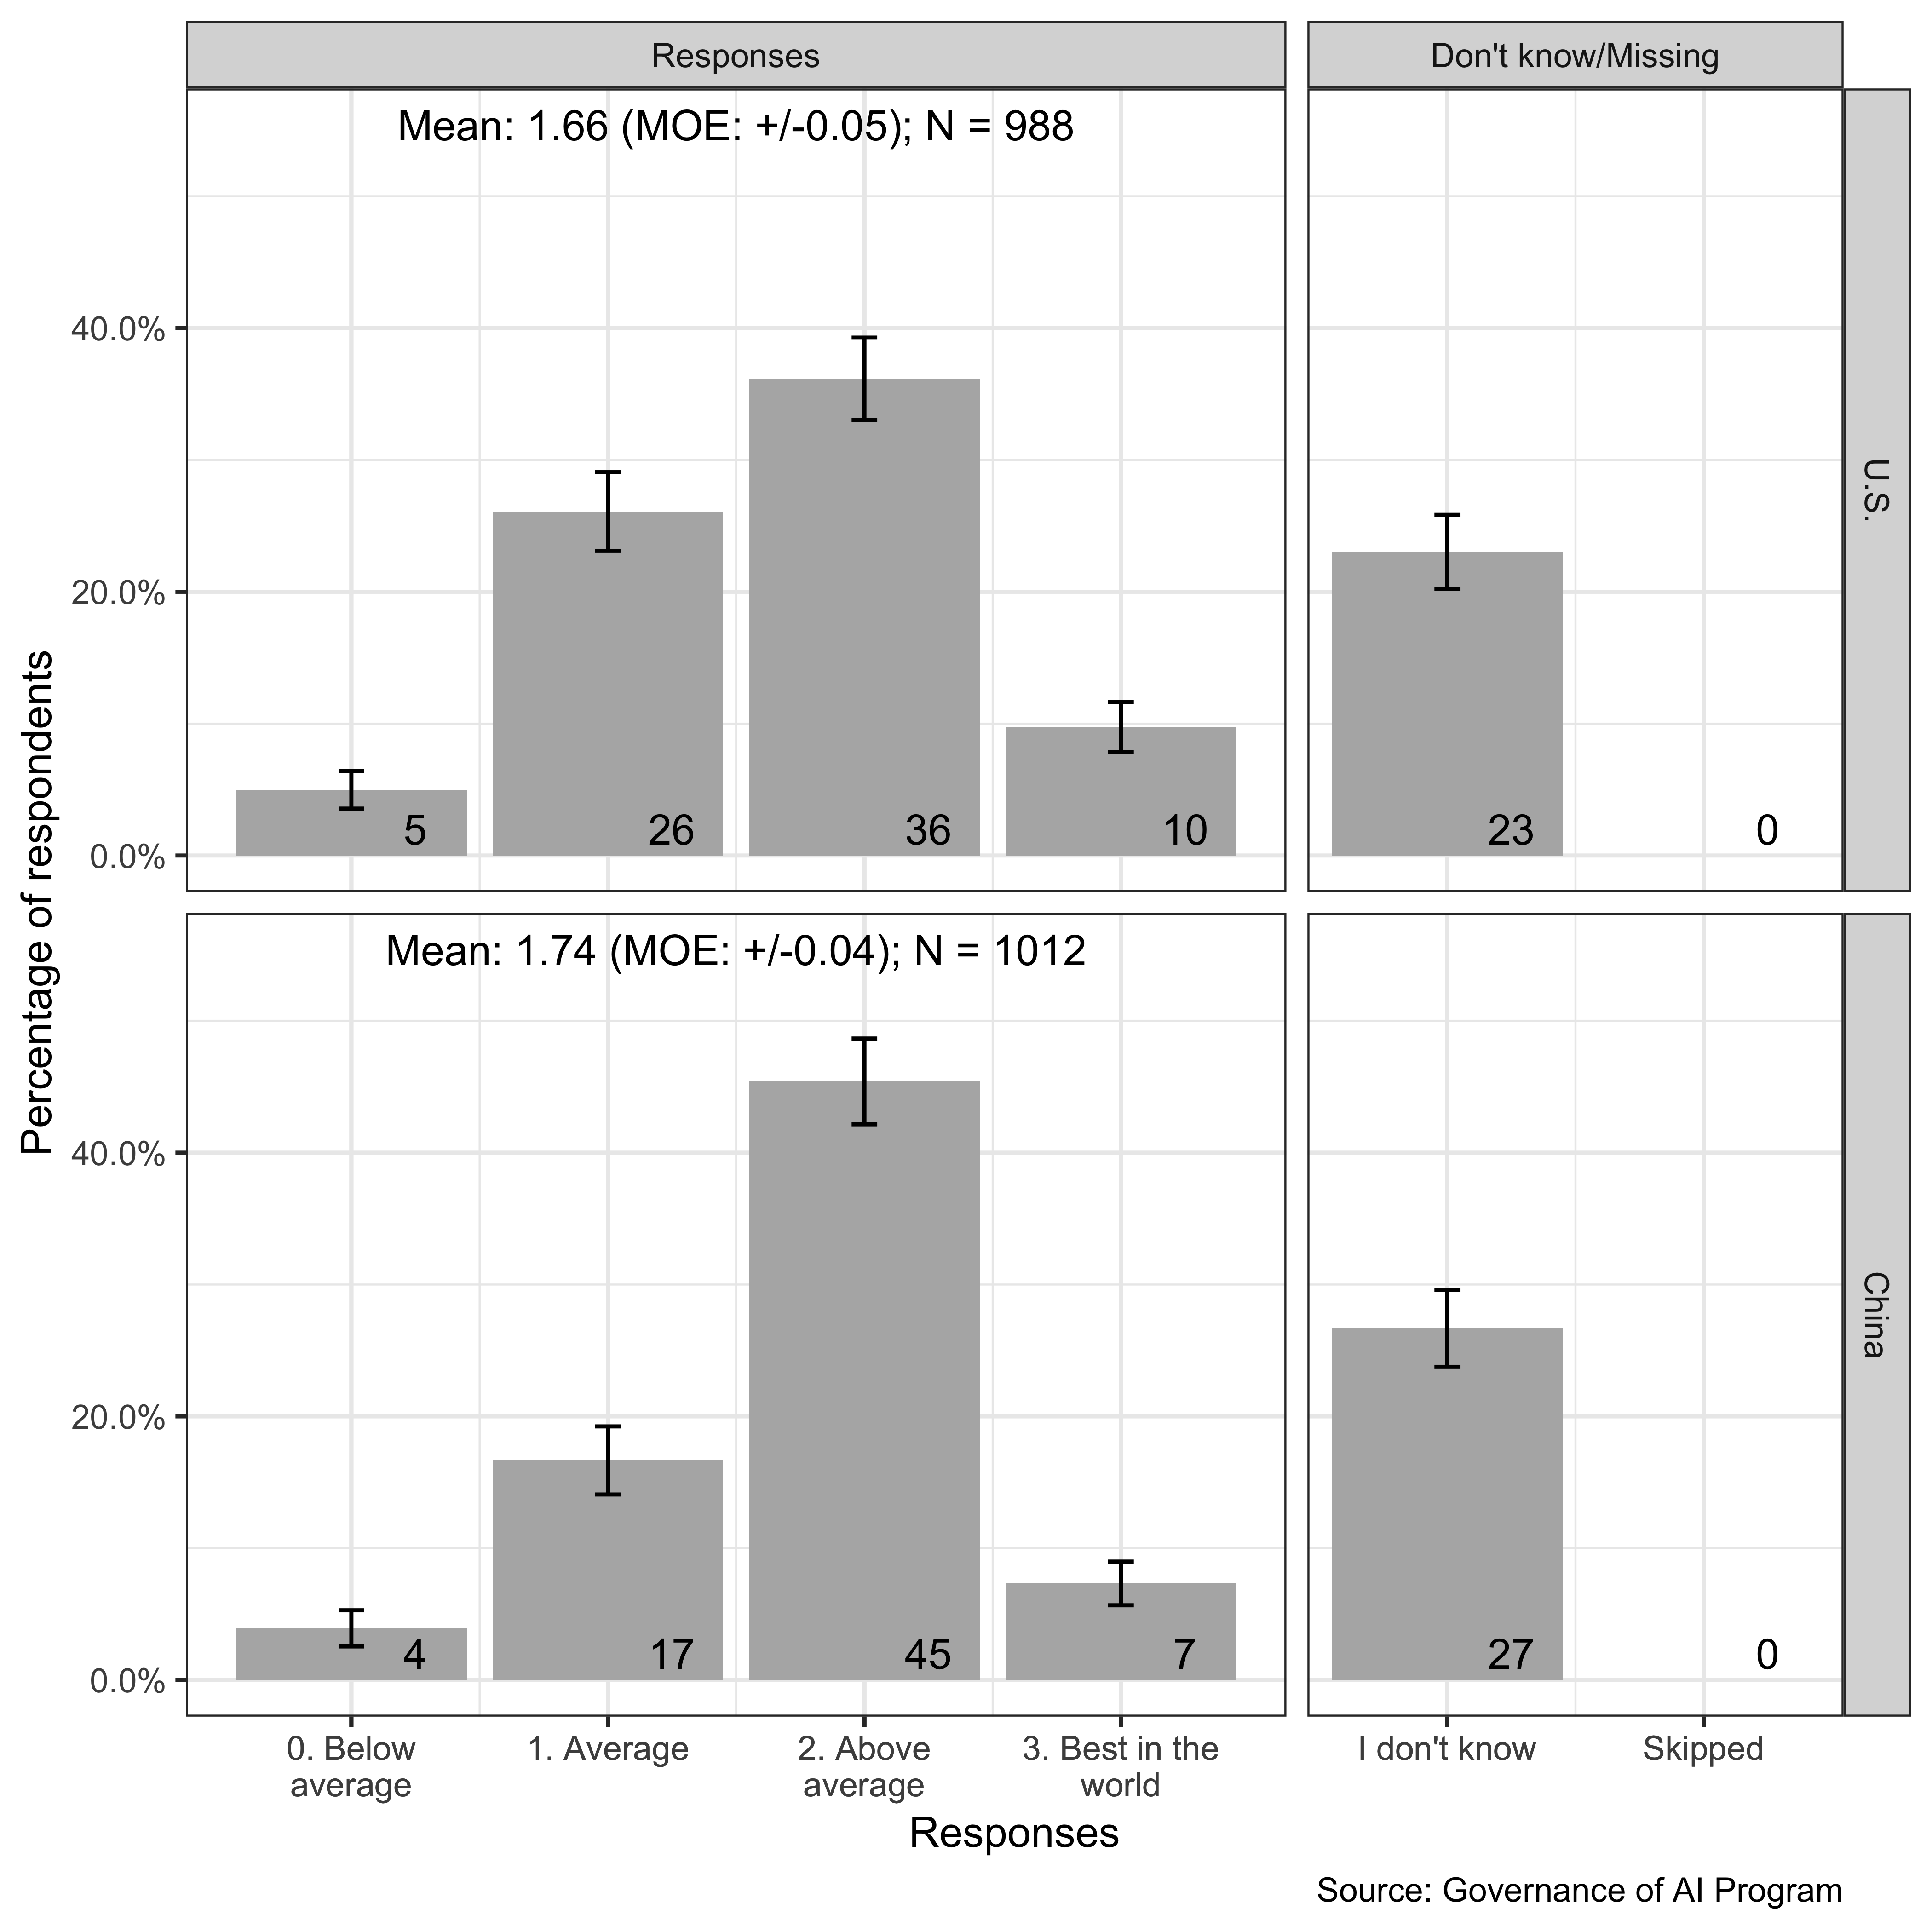 Responses
Don't know/Missing
Mean: 1.66 (MOE: +/-0.05); N = 988
40.0%
20.0%
0.0%
5
26
36
10
23
0
U.S.
Percentage of respondents
Mean: 1.74 (MOE: +/-0.04); N = 1012
40.0%
20.0%
0.0%
4
17
45
7
27
0
China
0. Below
average
1. Average
2. Above
average
3. Best in the
world
I don't know
Skipped
Responses
Source: Governance of AI Program